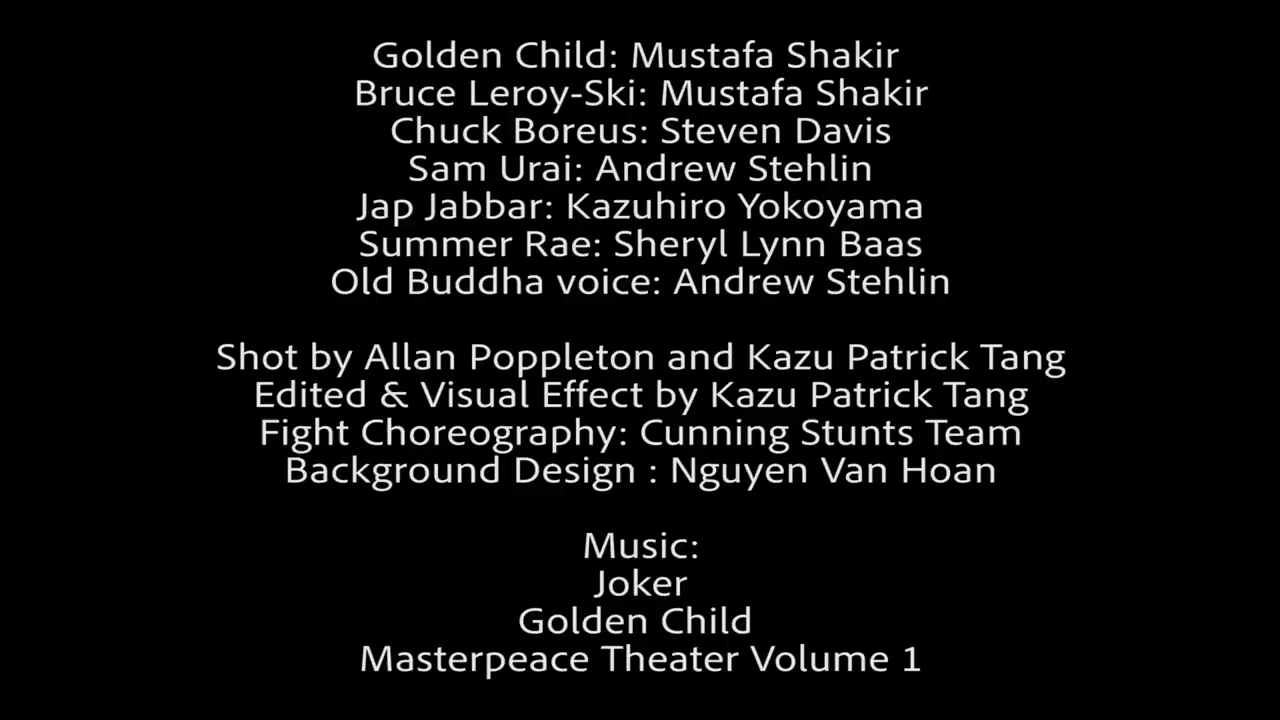 Golden Child: Mustafa Shakir
Bruce Leroy-Ski: Mustafa Shakir
Chuck Boreus: Steven Davis
Sam Urai: Andrew Stehlin
Jap Jabbar: Kazuhiro Yokoyama
Summer Rae: Sheryl Lynn Baas
Old Buddha voice: Andrew Stehlin
Shot by Allan Poppleton and Kazu Patrick Tang
Edited & Visual Effect by Kazu Patrick Tang
Fight Choreography: Cunning Stunts Team
Background Design : Nguyen Van Hoan
Music:
Joker
Golden Child
Masterpeace Theater Volume 1